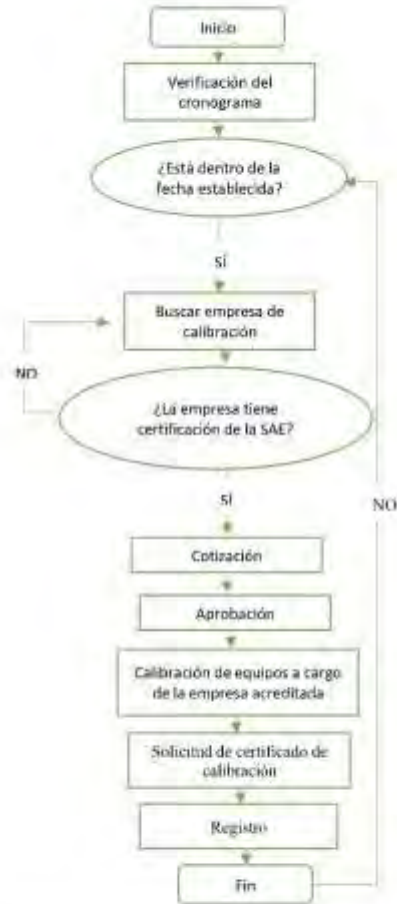 Inicio
Verificación del
cronograma
¿Está dentro de la
fecha establecida?
SÍ
Buscar empresa de
calibración
NO
¿La empresa tiene
certificación de la SAE?
SÍ
NO
Cotización
Aprobación
Calibración de equipos a cargo
de la empresa acreditada
Solicitud de certificado de
calibración
Registro
Fin